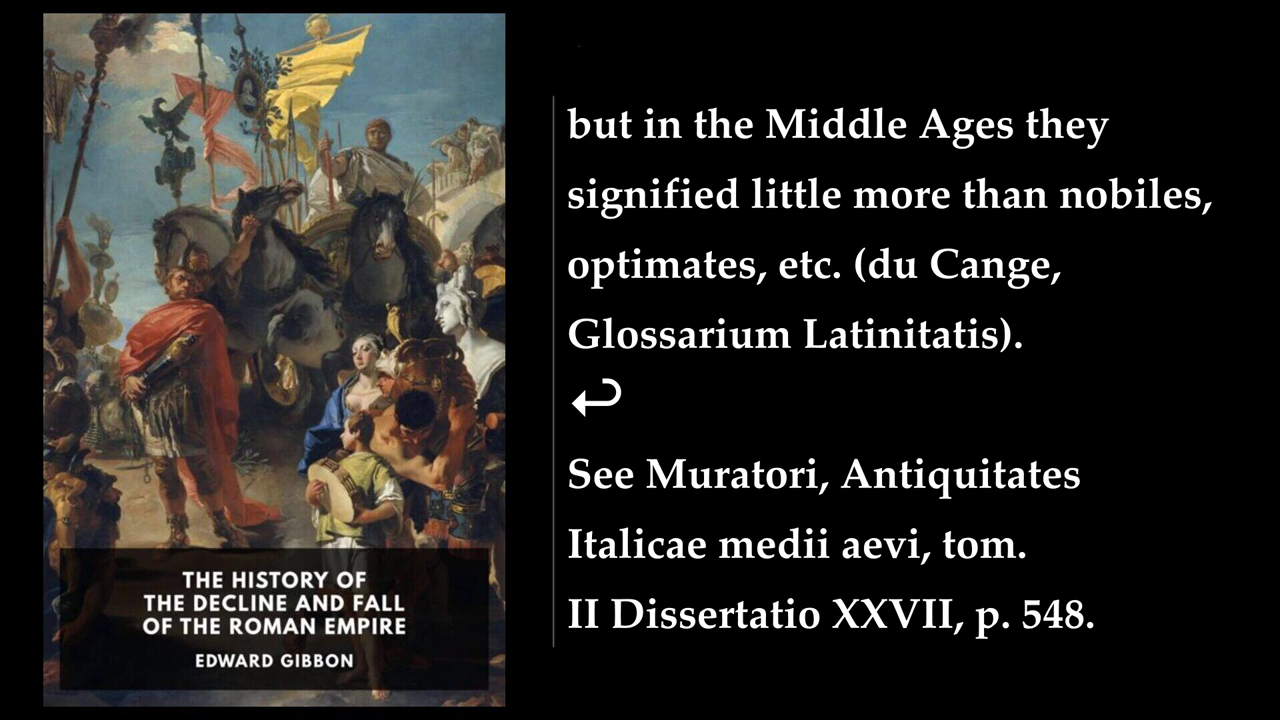 THE HISTORY OF
THE DECLINE AND FALL
OF THE ROMAN EMPIRE
EDWARD GIBBON
but in the Middle Ages they
signified little more than nobiles,
optimates, etc. (du Cange,
Glossarium Latinitatis).
↩
See Muratori, Antiquitates
Italicae medii aevi, tom.
II Dissertatio XXVII, p. 548.